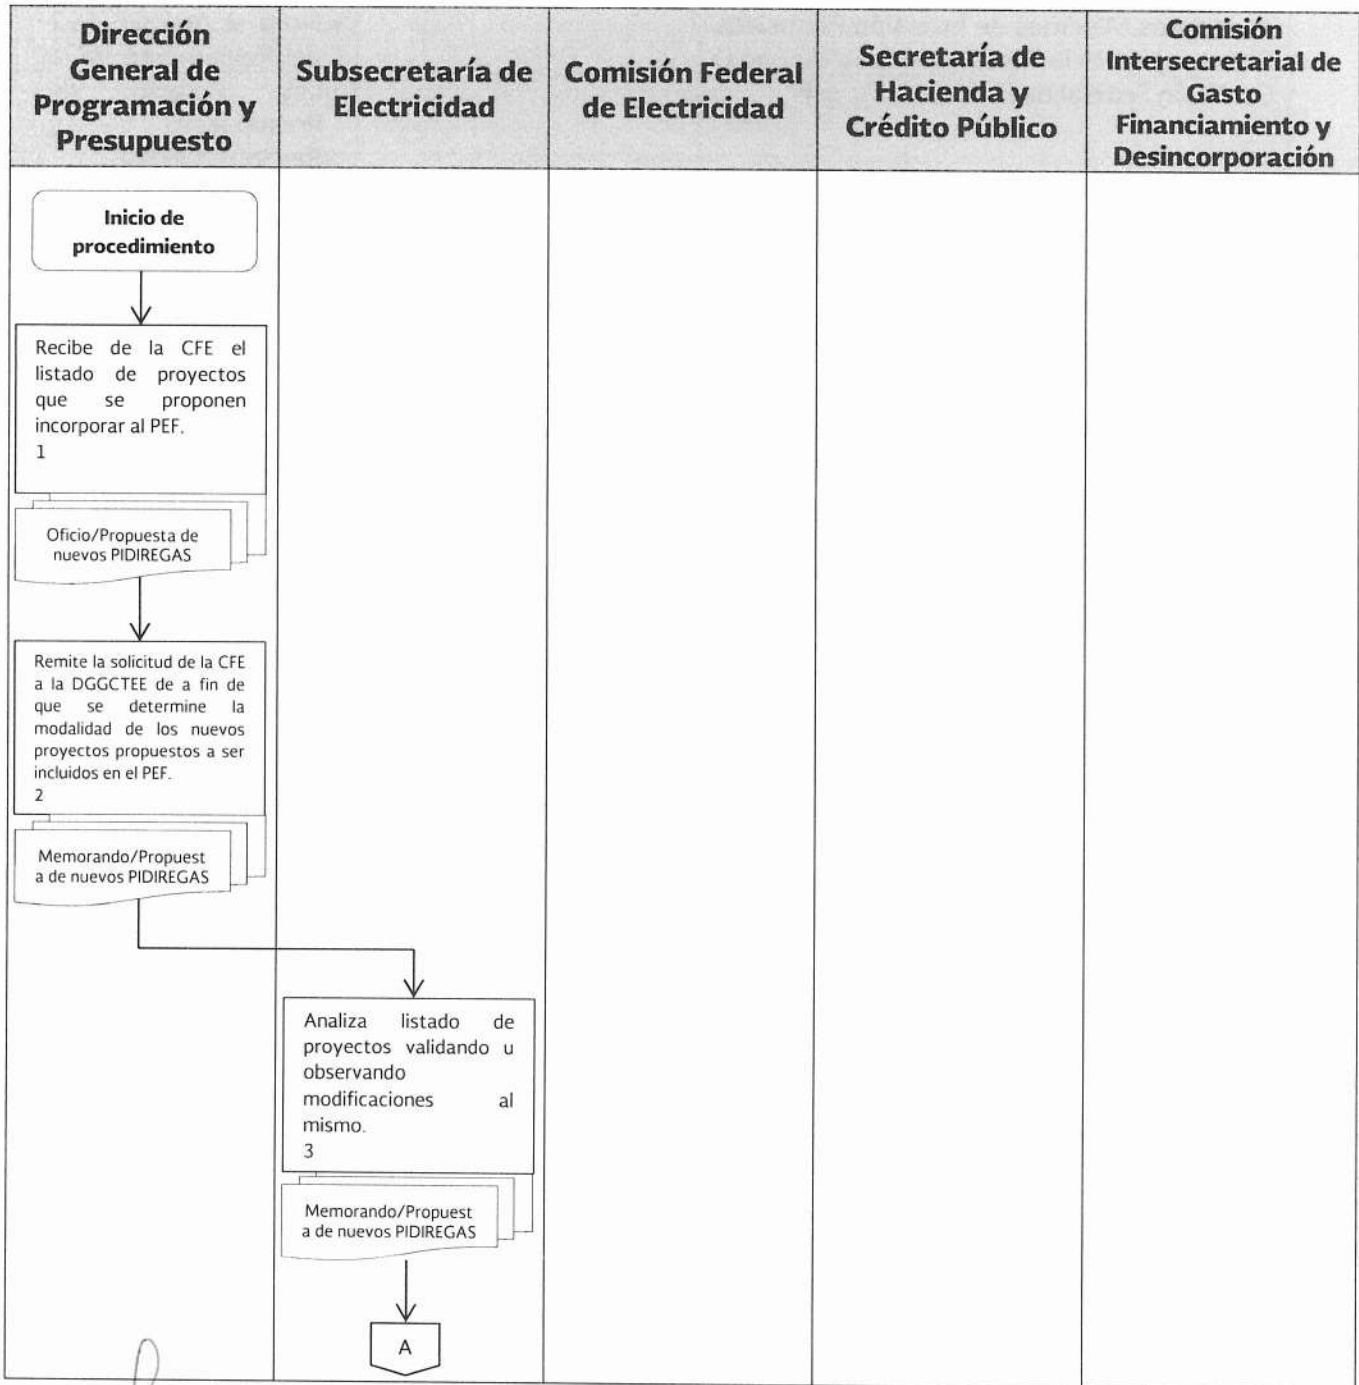 Dirección
General de
Programación y
Presupuesto
Subsecretaría de
Electricidad
Comisión Federal
de Electricidad
Secretaría de
Hacienda y
Crédito Público
Comisión
Intersecretarial de
Gasto
Financiamiento y
Desincorporación
Inicio de
procedimiento
Recibe de la CFE el
listado de proyectos
que se proponen
incorporar al PEF.
1
Oficio/Propuesta de
nuevos PIDIREGAS
Remite la solicitud de la CFE
a la DGGCTEE de a fin de
que se determine la
modalidad de los nuevos
proyectos propuestos a ser
incluidos en el PEF.
2
Memorando/Propuest
a de nuevos PIDIREGAS
Analiza listado de
proyectos validando u
observando
modificaciones al
mismo.
3
Memorando/Propuest
a de nuevos PIDIREGAS
A